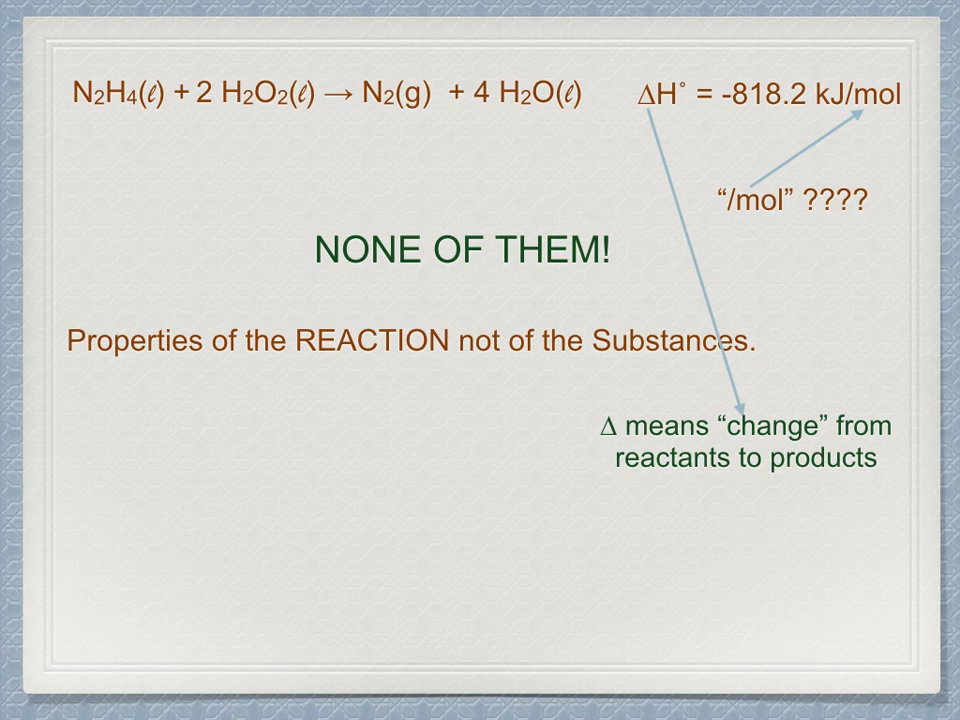 N₂H₄(ℓ) + 2 H₂O₂(ℓ) → N₂(g) + 4 H₂O(ℓ) ∆H˚ = -818.2 kJ/mol
“/mol” ????
NONE OF THEM!
Properties of the REACTION not of the Substances.
∆ means “change” from
reactants to products